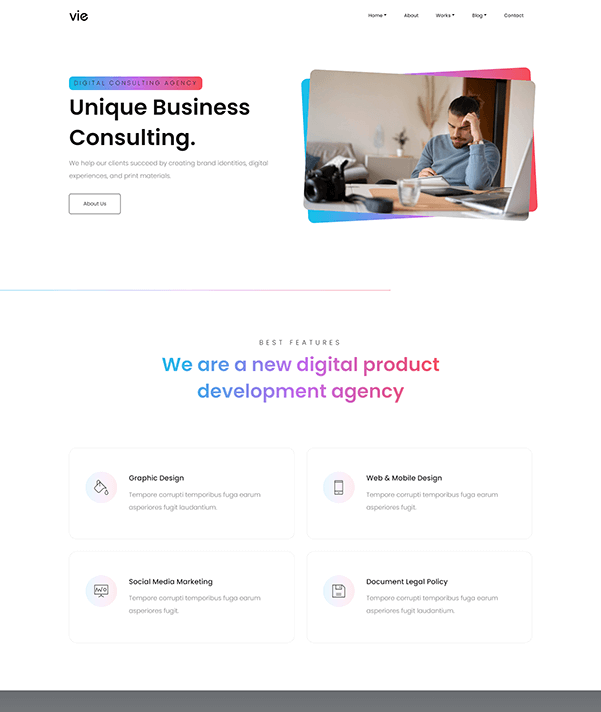 vie
Home About Works Blog Contact
DIGITAL CONSULTING AGENCY
Unique Business
Consulting.
We help our clients succeed by creating brand identities, digital
experiences, and print materials.
About Us
BEST FEATURES
We are a new digital product
development agency
Graphic Design
Tempore corrupti temporibus fuga earum
asperiores fugit laudantium.
Web & Mobile Design
Tempore corrupti temporibus fuga earum
asperiores fugit.
Social Media Marketing
Tempore corrupti temporibus fuga earum
asperiores fugit.
Document Legal Policy
Tempore corrupti temporibus fuga earum
asperiores fugit laudantium.